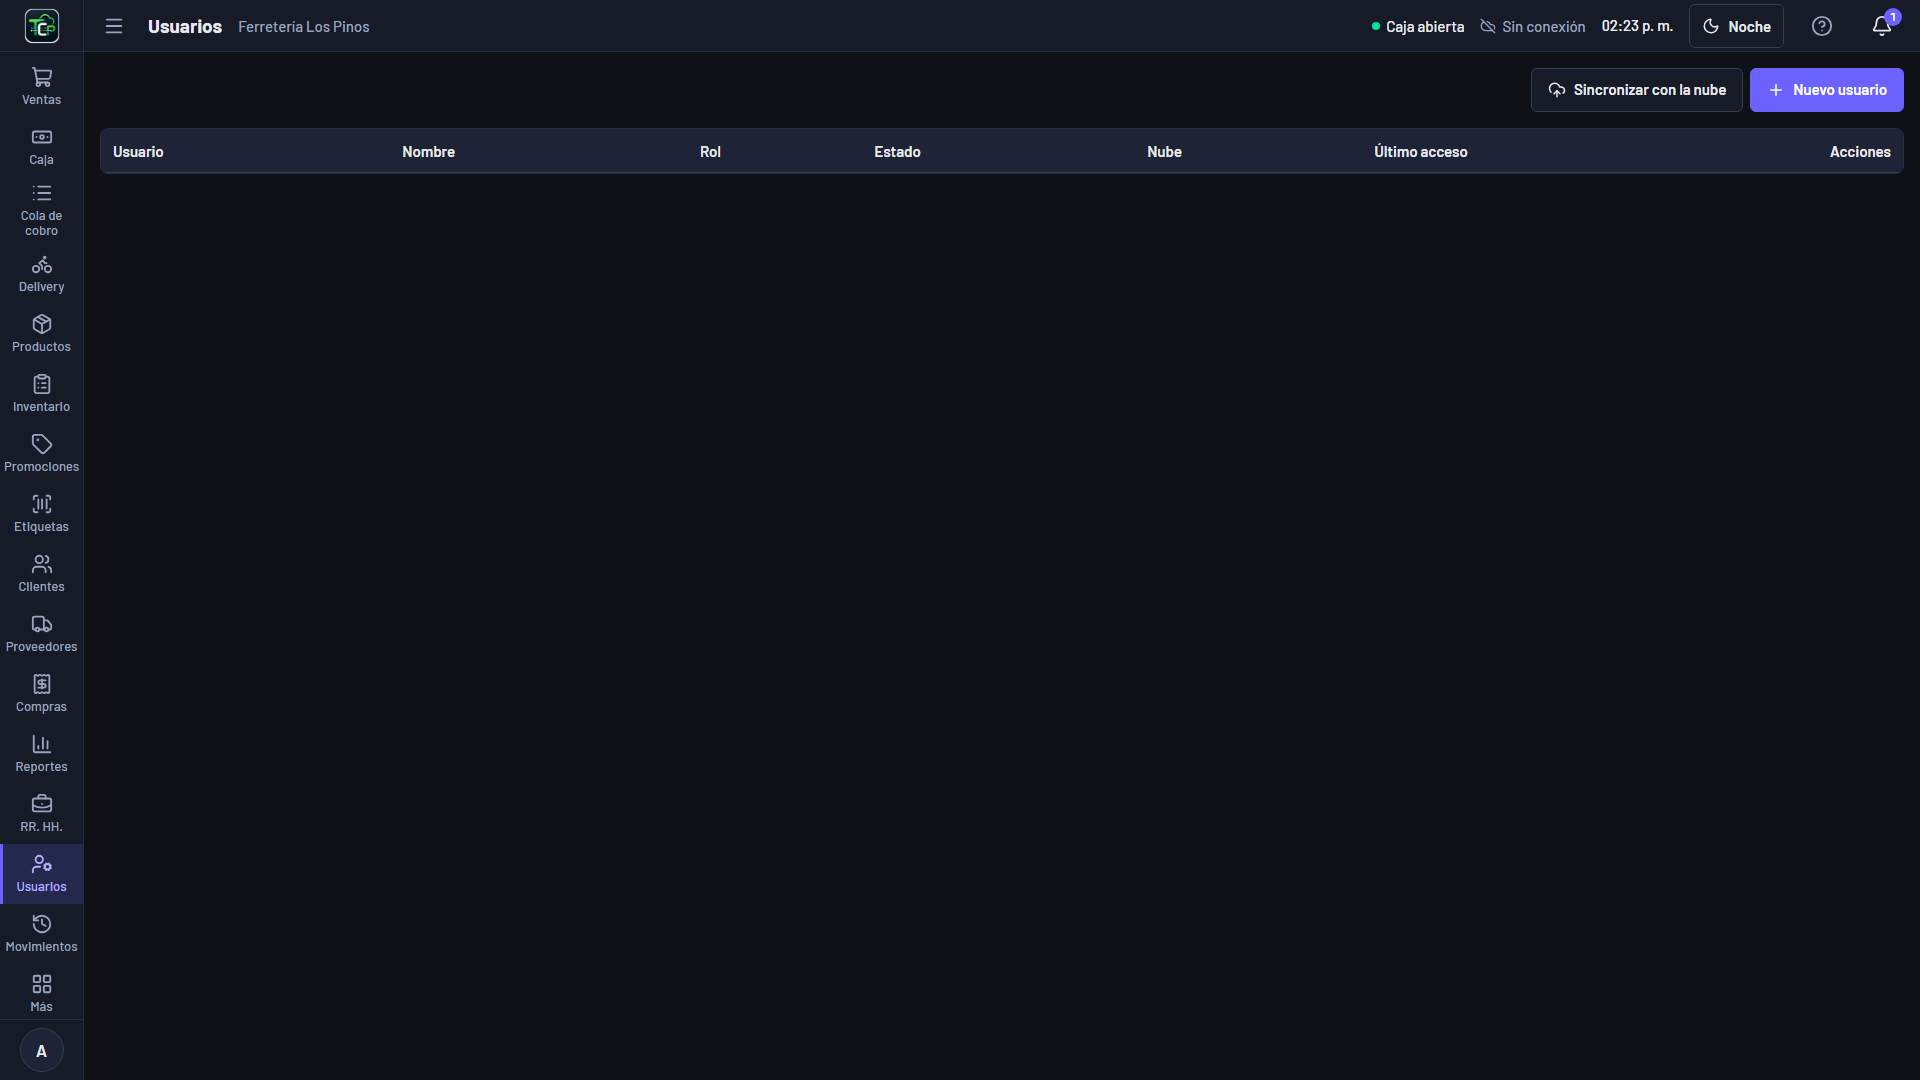 TCP
Usuarios
Ferretería Los Pinos
Caja abierta
Sin conexión
02:23 p. m.
Noche
1
Sincronizar con la nube
Nuevo usuario
Usuario
Nombre
Rol
Estado
Nube
Último acceso
Acciones
Ventas
Caja
Cola de
cobro
Delivery
Productos
Inventario
Promociones
Etiquetas
Clientes
Proveedores
Compras
Reportes
RR. HH.
Usuarios
Movimientos
Más
A